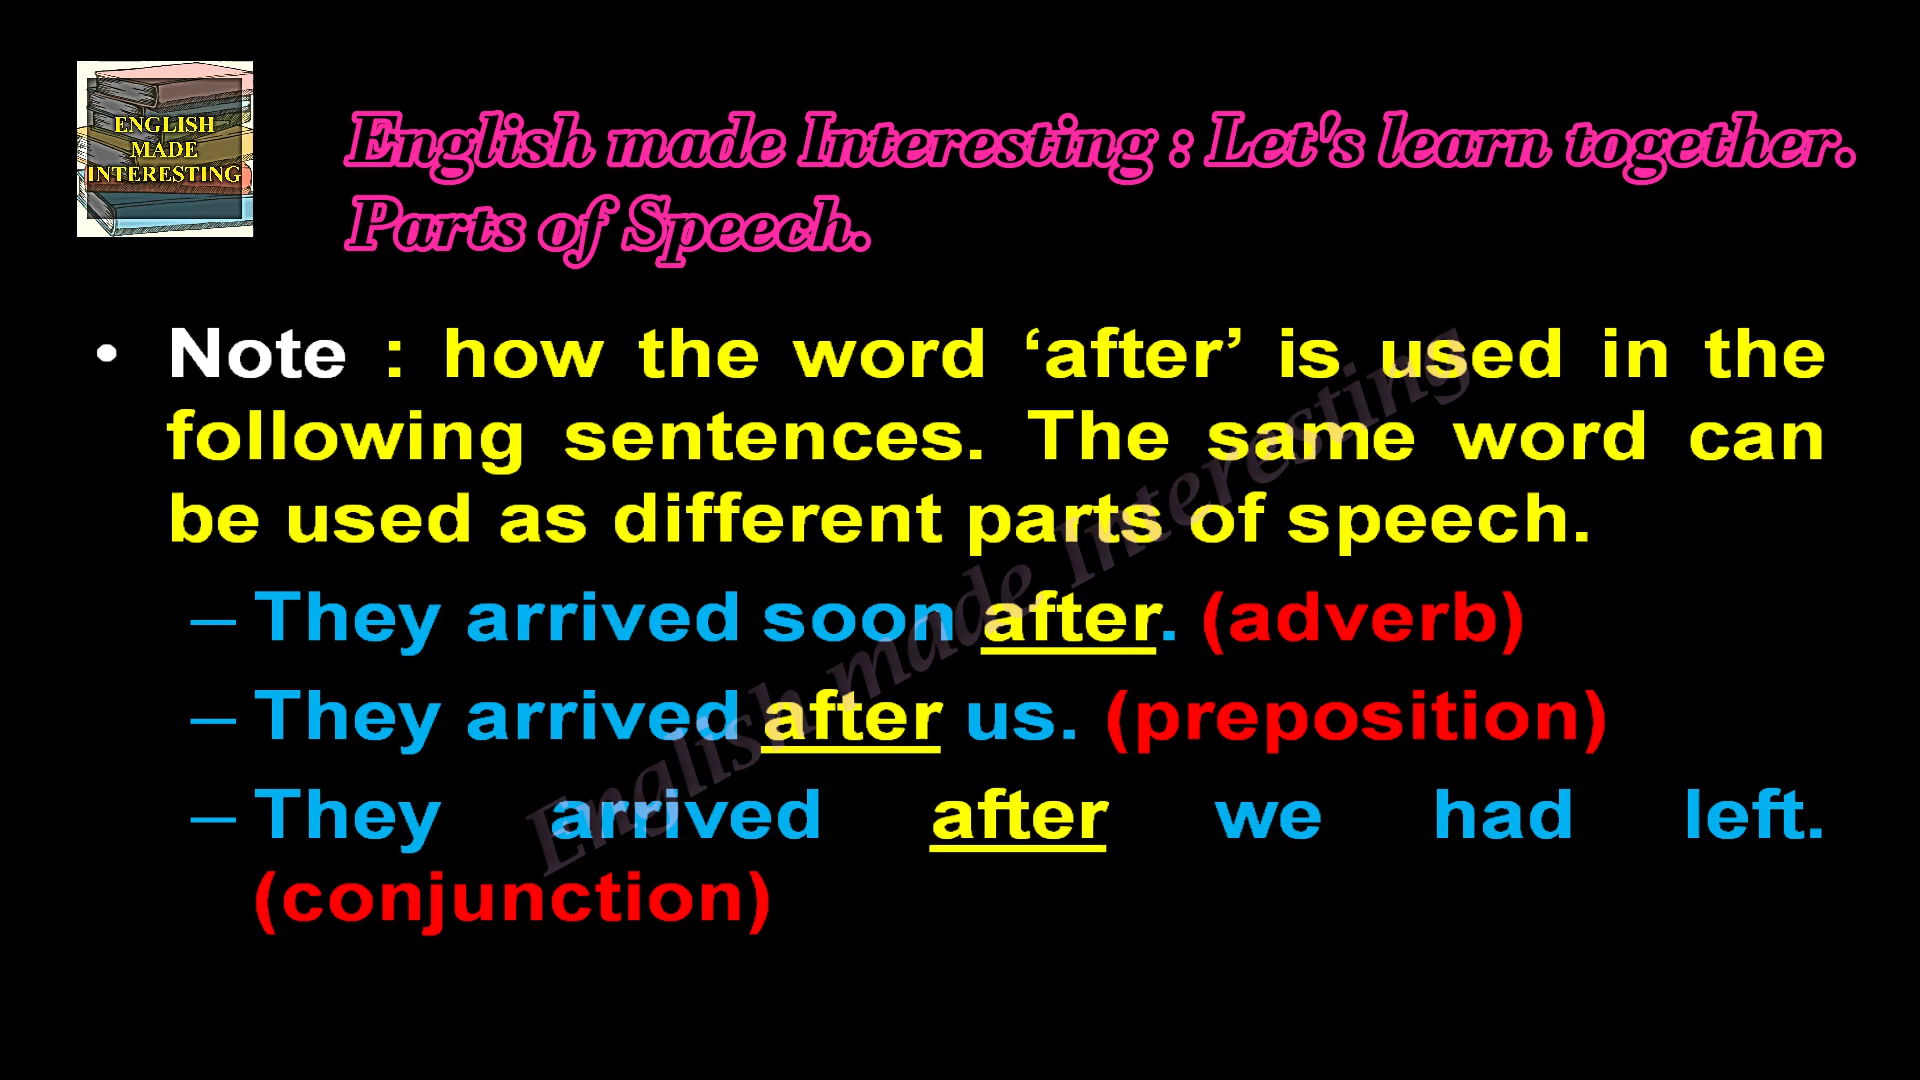 ENGLISH
MADE
INTERESTING
English made Interesting : Let's learn together.
Parts of Speech.
• Note : how the word ‘after’ is used in the
following sentences. The same word can
be used as different parts of speech.
– They arrived soon after. (adverb)
– They arrived after us. (preposition)
– They arrived after we had left.
(conjunction)
English made Interesting